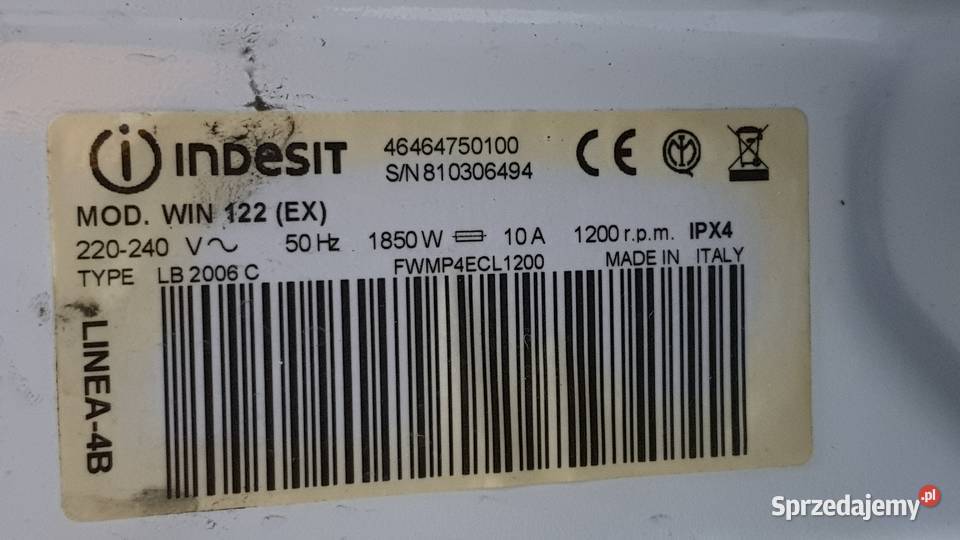 INDESIT 46464750100
S/N 810306494
MOD. WIN 122 (EX)
220-240 V~ 50 Hz 1850 W 10 A 1200 r.p.m. IPX4
TYPE LB 2006 C FWMP4ECL1200 MADE IN ITALY
LINEA-4B
CE
Sprzedajemy.pl